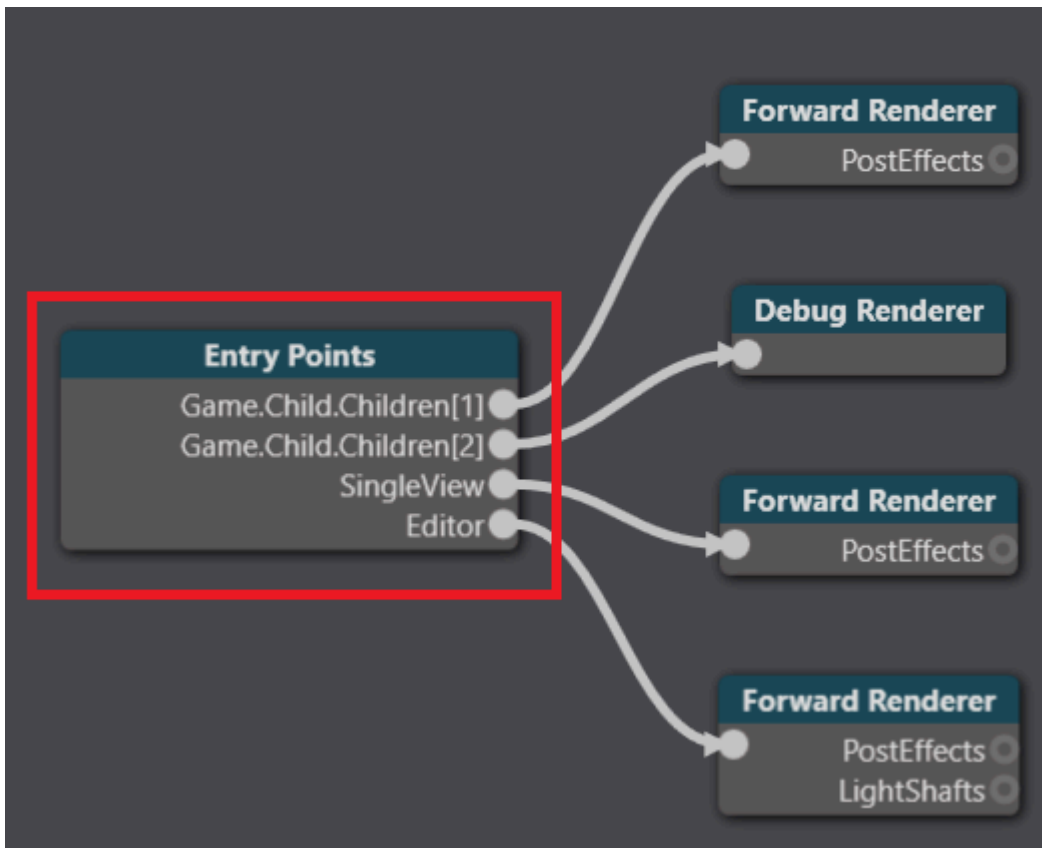 Forward Renderer
PostEffects
Debug Renderer
Entry Points
Game.Child.Children[1]
Game.Child.Children[2]
SingleView
Editor
Forward Renderer
PostEffects
Forward Renderer
PostEffects
LightShafts